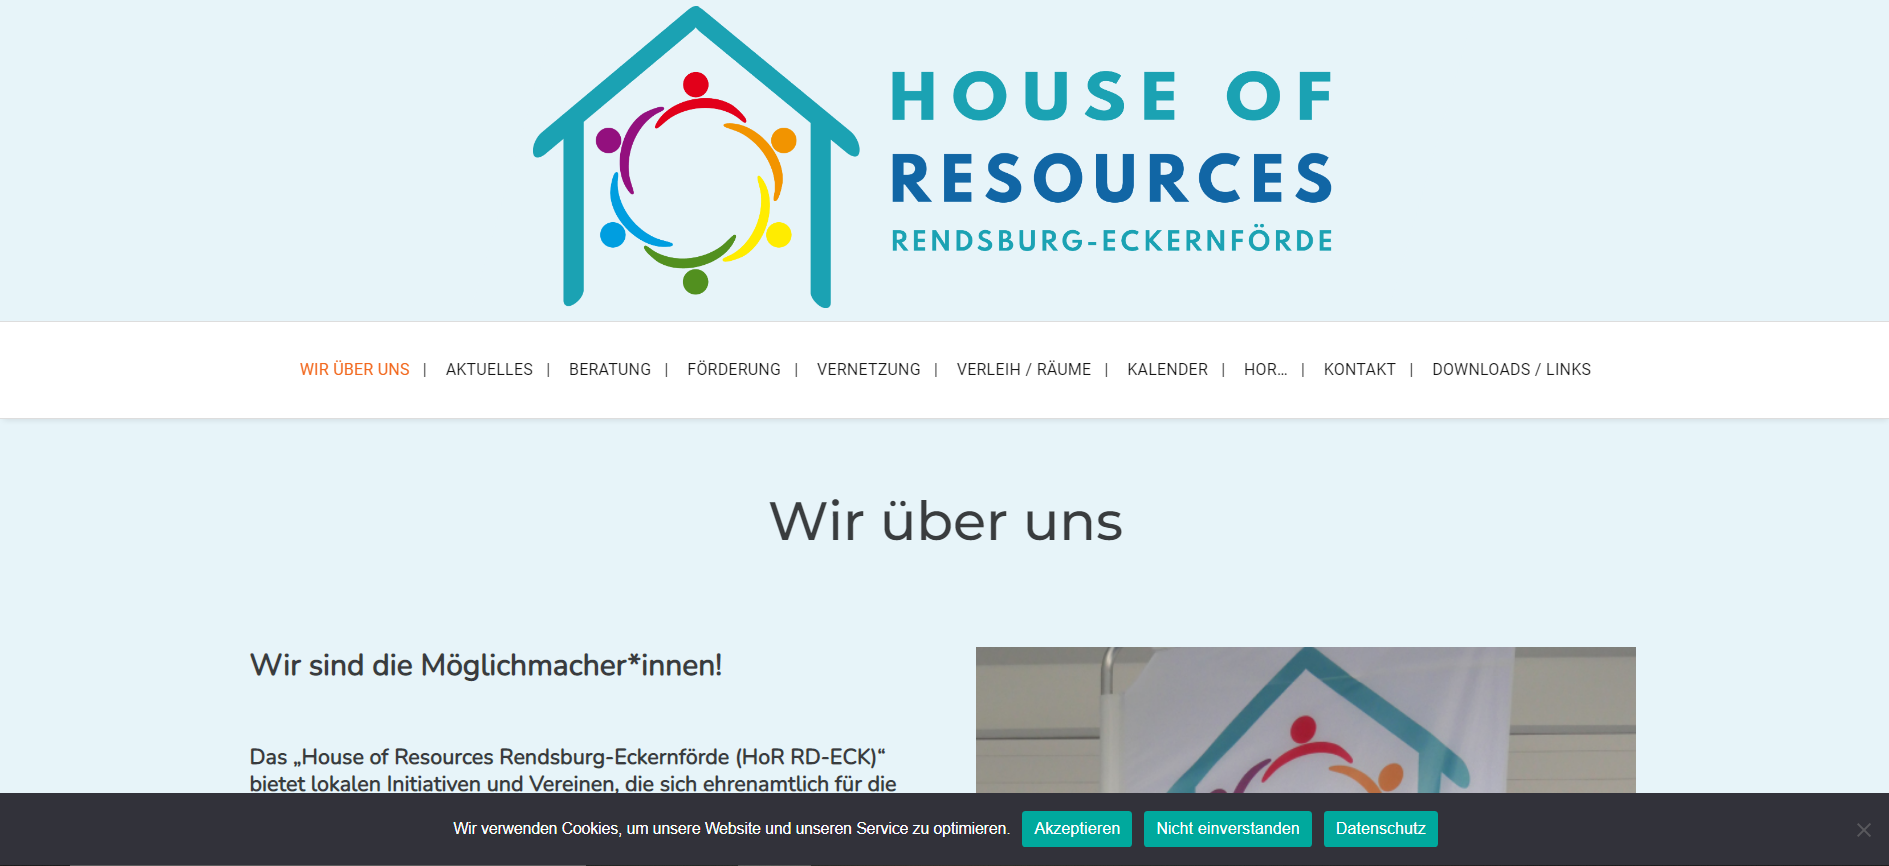 HOUSE OF
RESOURCES
RENDSBURG-ECKERNFÖRDE
WIR ÜBER UNS | AKTUELLES | BERATUNG | FÖRDERUNG | VERNETZUNG | VERLEIH / RÄUME | KALENDER | HOR... | KONTAKT | DOWNLOADS / LINKS
Wir über uns
Wir sind die Möglichmacher*innen!
Das „House of Resources Rendsburg-Eckernförde (HoR RD-ECK)“
bietet lokalen Initiativen und Vereinen, die sich ehrenamtlich für die
Wir verwenden Cookies, um unsere Website und unseren Service zu optimieren. Akzeptieren Nicht einverstanden Datenschutz